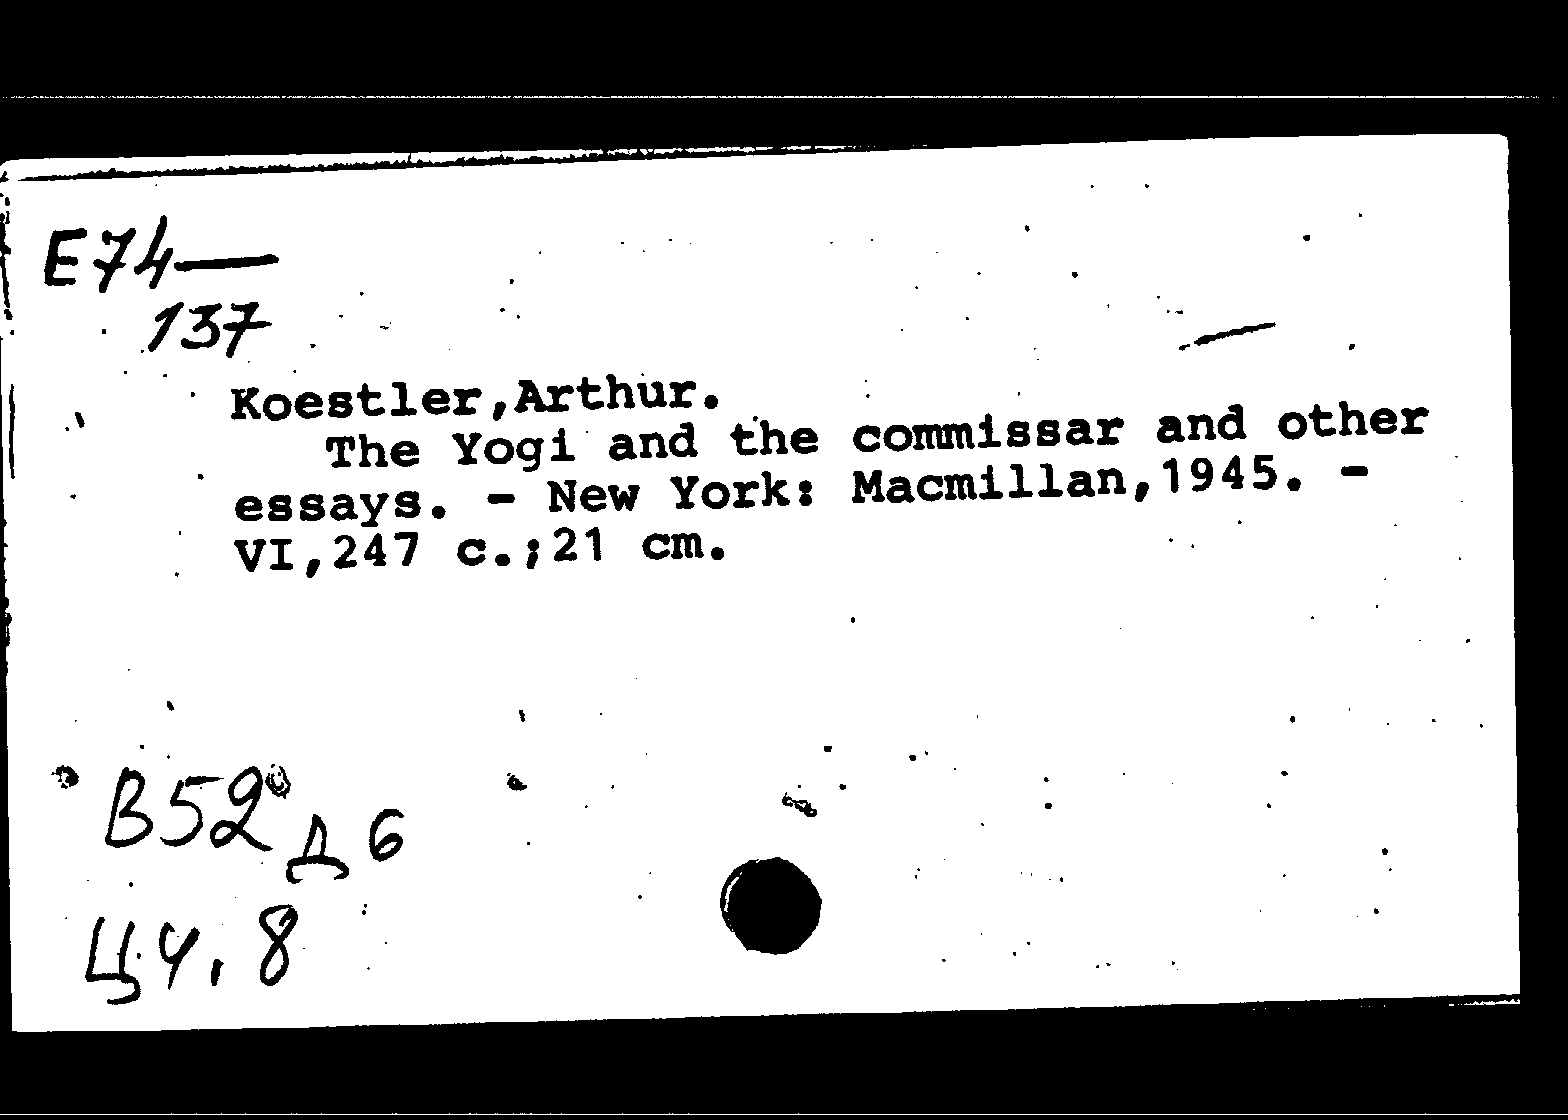 E74—
137
Koestler,Arthur.
The Yogi and the commissar and other
essays. - New York: Macmillan,1945. -
VI,247 c.;21 cm.
B52 Д 6
Ц4.8